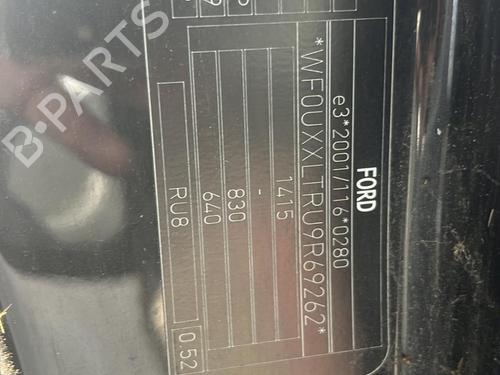 FORD
e3*2001/116*0280
*WF0UXXLTRU9R69262*
1415
-
830
640
RU8
0.52
B-PARTS